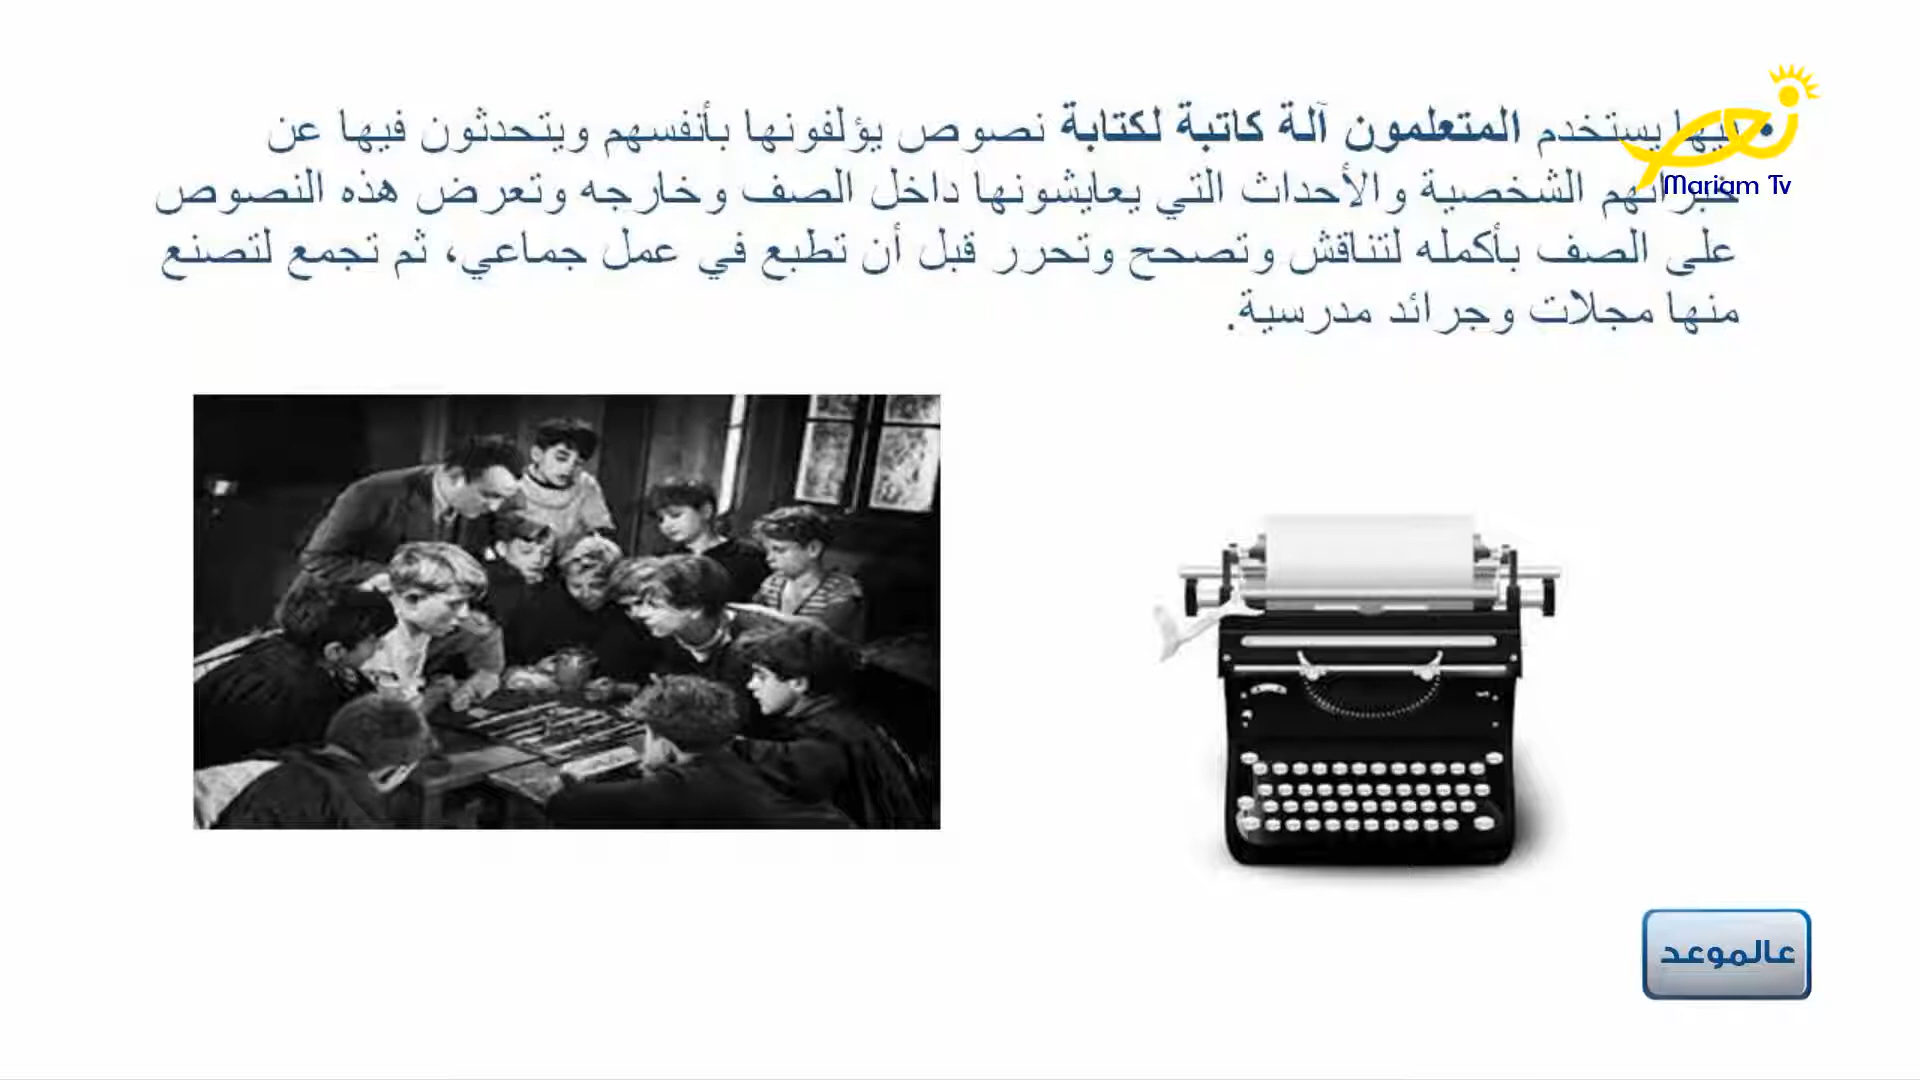 • فيها يستخدم المتعلمون آلة كاتبة لكتابة نصوص يؤلفونها بأنفسهم ويتحدثون فيها عن
خبراتهم الشخصية والأحداث التي يعايشونها داخل الصف وخارجه وتعرض هذه النصوص
على الصف بأكمله لتناقش وتصحح وتحرر قبل أن تطبع في عمل جماعي، ثم تجمع لتصنع
منها مجلات وجرائد مدرسية.
Mariam Tv
عالموعد